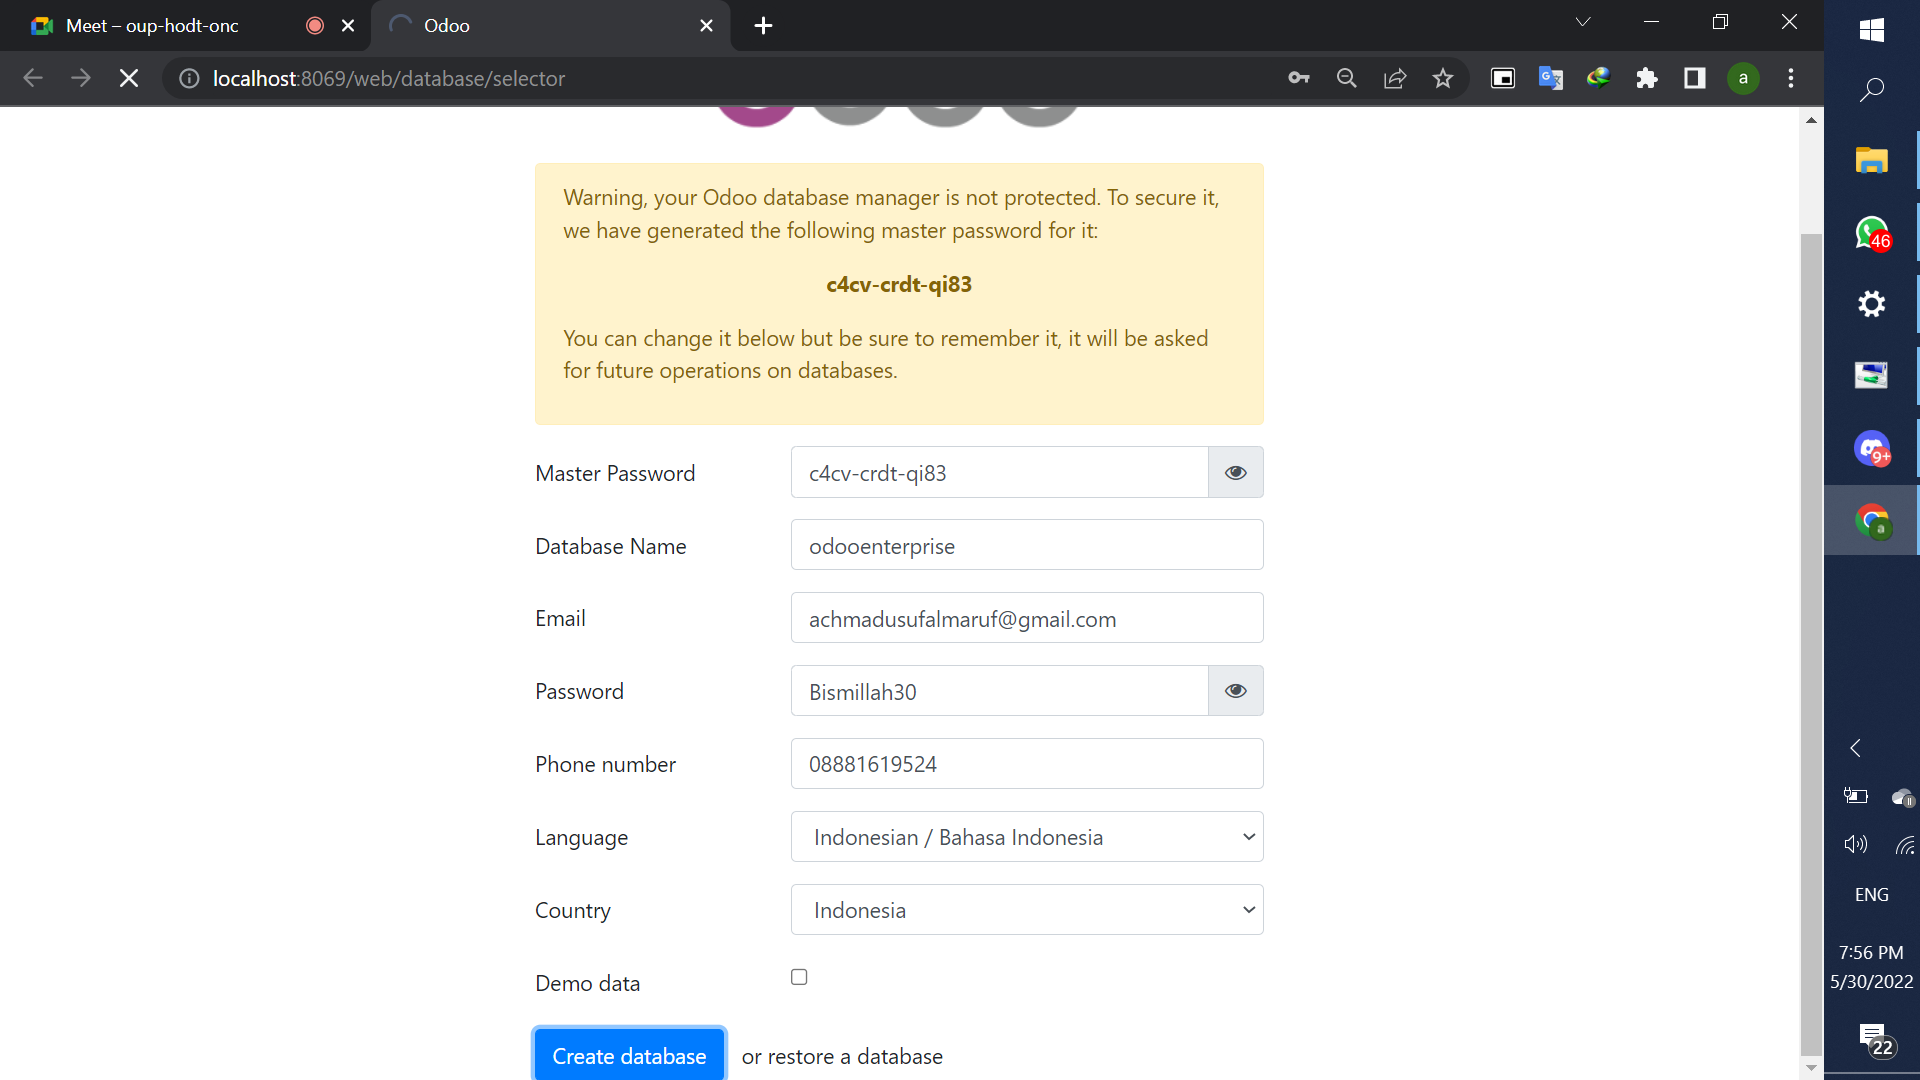 Meet – oup-hodt-onc
Odoo
localhost:8069/web/database/selector
a
Warning, your Odoo database manager is not protected. To secure it,
we have generated the following master password for it:
c4cv-crdt-qi83
You can change it below but be sure to remember it, it will be asked
for future operations on databases.
Master Password
c4cv-crdt-qi83
Database Name
odooenterprise
Email
achmadusufalmaruf@gmail.com
Password
Bismillah30
Phone number
08881619524
Language
Indonesian / Bahasa Indonesia
Country
Indonesia
Demo data
Create database or restore a database
46
9+
a
ENG
7:56 PM
5/30/2022
22